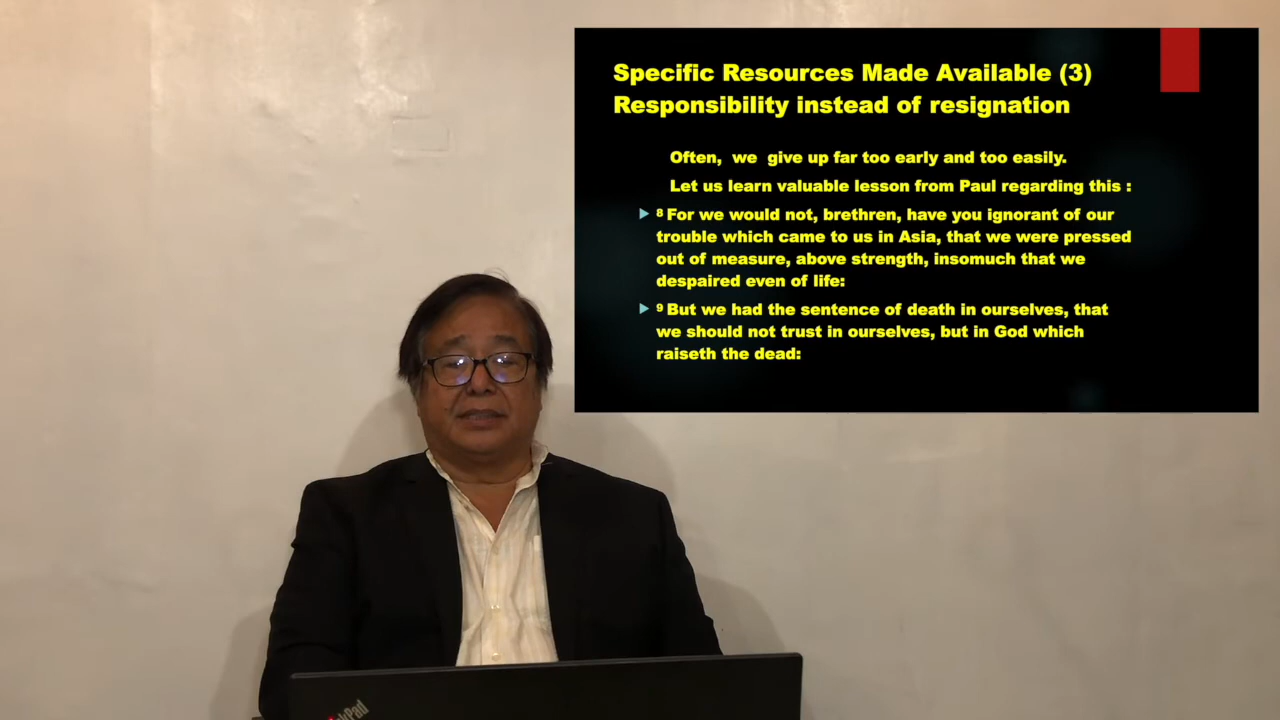 Specific Resources Made Available (3)
Responsibility instead of resignation
Often, we give up far too early and too easily.
Let us learn valuable lesson from Paul regarding this :
8 For we would not, brethren, have you ignorant of our
trouble which came to us in Asia, that we were pressed
out of measure, above strength, insomuch that we
despaired even of life:
9 But we had the sentence of death in ourselves, that
we should not trust in ourselves, but in God which
raiseth the dead: